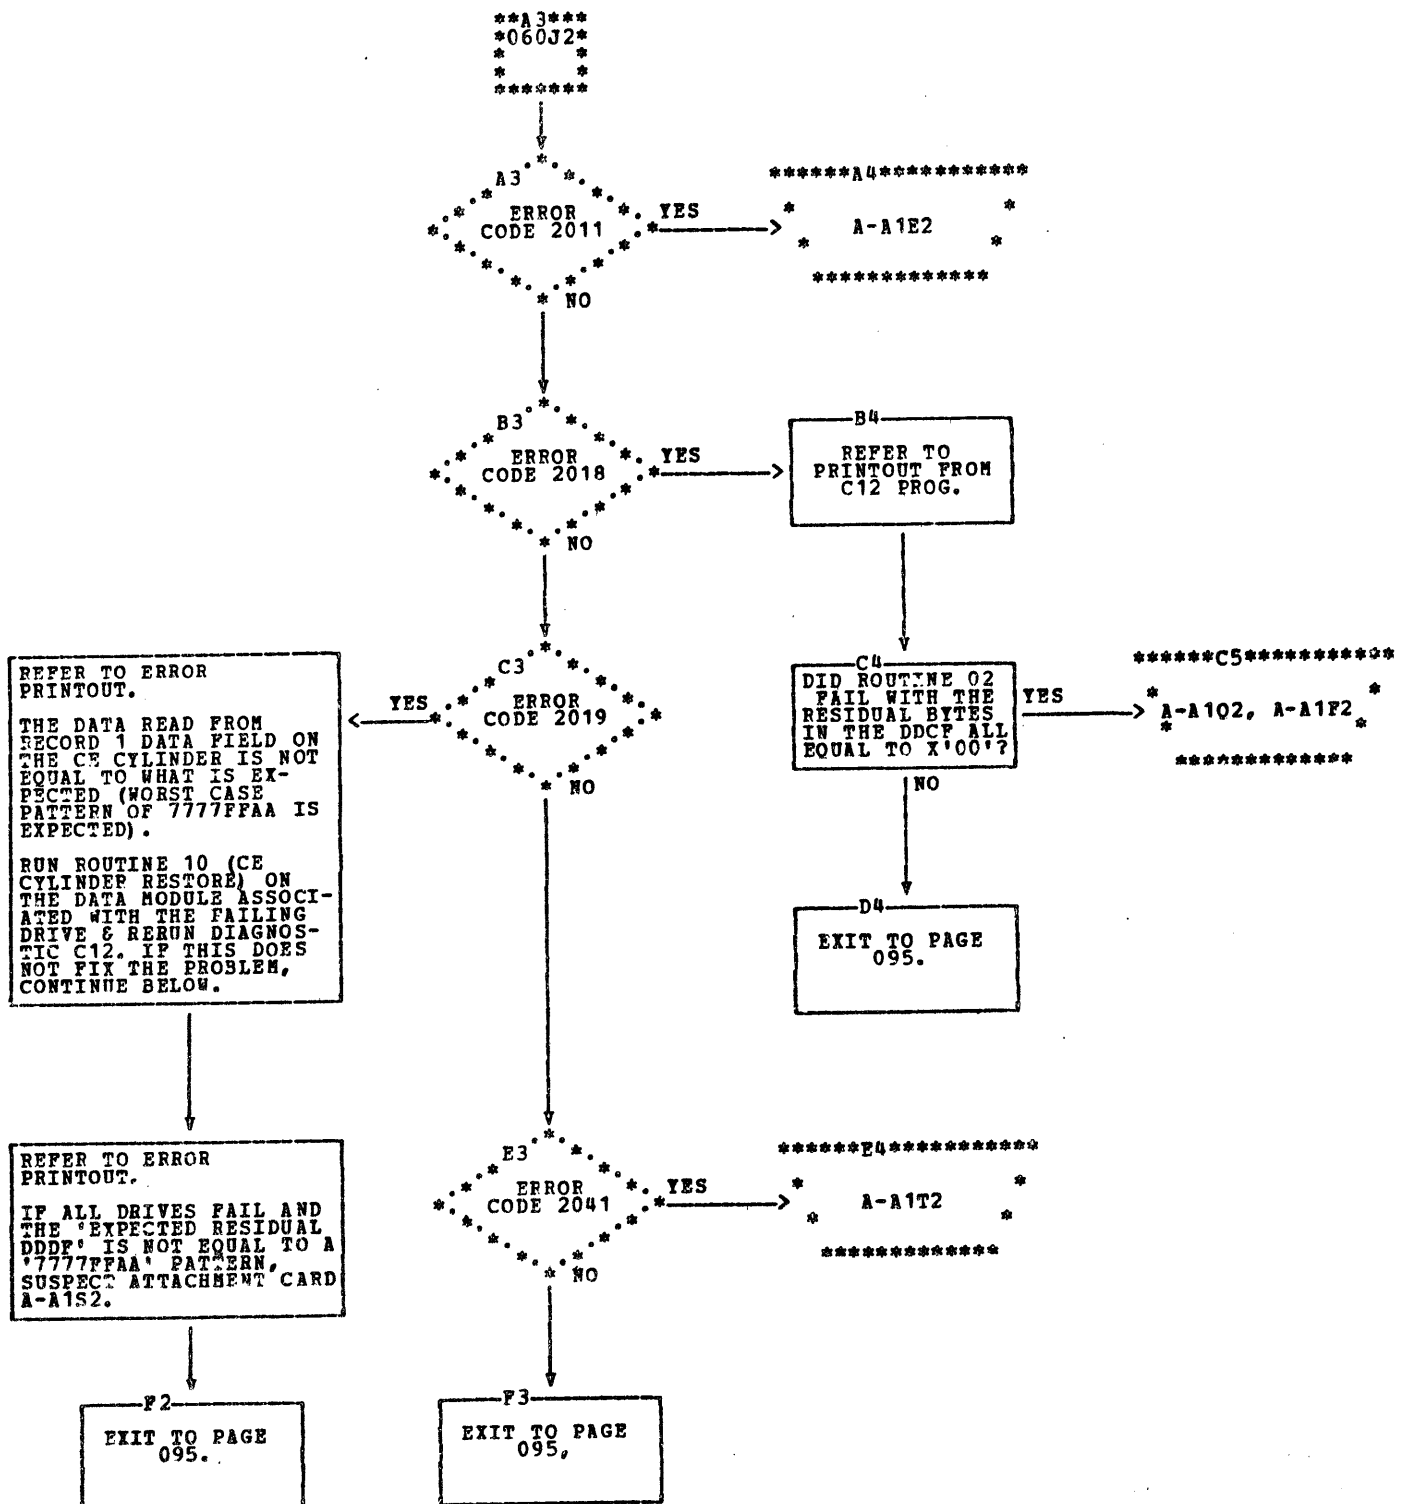 **A3***
*060J2*
A3
ERROR
CODE 2011
YES
NO
******A4***********
A-A1E2
B3
ERROR
CODE 2018
YES
NO
B4
REFER TO
PRINTOUT FROM
C12 PROG.
C3
ERROR
CODE 2019
YES
NO
C4
DID ROUTINE 02
FAIL WITH THE
RESIDUAL BYTES
IN THE DDCF ALL
EQUAL TO X'00'?
YES
NO
******C5***********
A-A1Q2, A-A1F2
D4
EXIT TO PAGE
095.
REFER TO ERROR
PRINTOUT.
THE DATA READ FROM
RECORD 1 DATA FIELD ON
THE CE CYLINDER IS NOT
EQUAL TO WHAT IS EX-
PECTED (WORST CASE
PATTERN OF 7777FFAA IS
EXPECTED).
RUN ROUTINE 10 (CE
CYLINDER RESTORE) ON
THE DATA MODULE ASSOCI-
ATED WITH THE FAILING
DRIVE & RERUN DIAGNOS-
TIC C12. IF THIS DOES
NOT FIX THE PROBLEM,
CONTINUE BELOW.
REFER TO ERROR
PRINTOUT.
IF ALL DRIVES FAIL AND
THE 'EXPECTED RESIDUAL
DDDF' IS NOT EQUAL TO A
'7777FFAA' PATTERN,
SUSPECT ATTACHMENT CARD
A-A1S2.
E3
ERROR
CODE 2041
YES
NO
******E4***********
A-A1T2
F2
EXIT TO PAGE
095.
F3
EXIT TO PAGE
095,